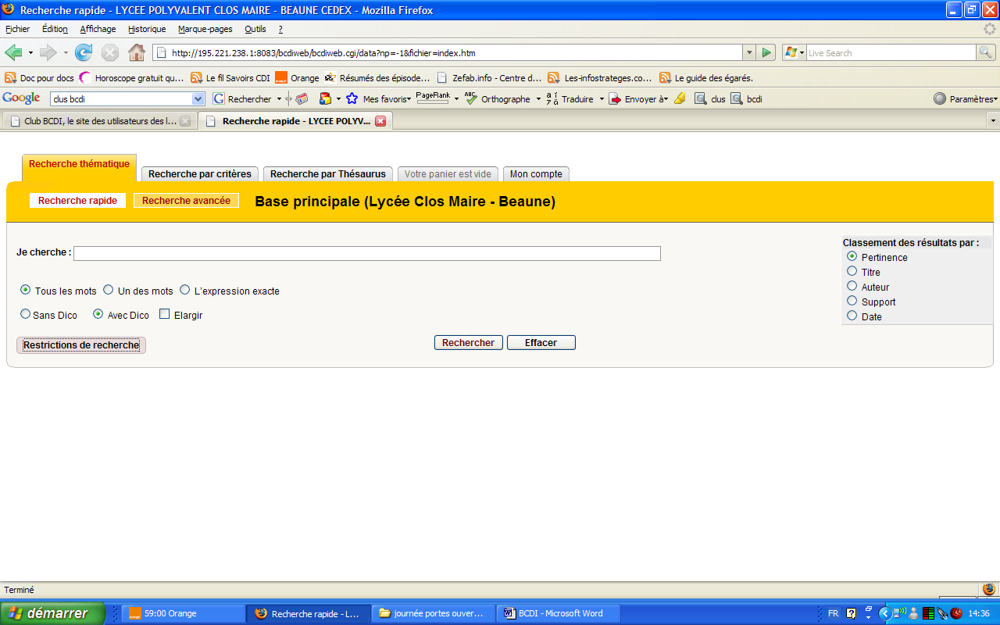 Recherche rapide - LYCEE POLYVALENT CLOS MAIRE - BEAUNE CEDEX - Mozilla Firefox
Fichier Édition Affichage Historique Marque-pages Outils ?
http://195.221.238.1:8083/bcdiweb/bcdiweb.cgi/data?np=-1&fichier=index.htm Live Search
Doc pour docs Horoscope gratuit qu... Le fil Savoirs CDI Orange Résumés des épisode... Zefab.info - Centre d... Les-infostrateges.co... Le guide des égarés.
Google clus bcdi Rechercher Mes favoris PageRank ABC Orthographe Traduire Envoyer à clus bcdi Paramètres
Club BCDI, le site des utilisateurs des l... Recherche rapide - LYCEE POLYV...
Recherche thématique Recherche par critères Recherche par Thésaurus Votre panier est vide Mon compte
Recherche rapide Recherche avancée Base principale (Lycée Clos Maire - Beaune)
Je cherche :
Classement des résultats par :
Pertinence
Titre
Auteur
Support
Date
Tous les mots Un des mots L'expression exacte
Sans Dico Avec Dico Elargir
Restrictions de recherche Rechercher Effacer
Terminé
démarrer 59:00 Orange Recherche rapide - L... journée portes ouver... BCDI - Microsoft Word FR 14:36